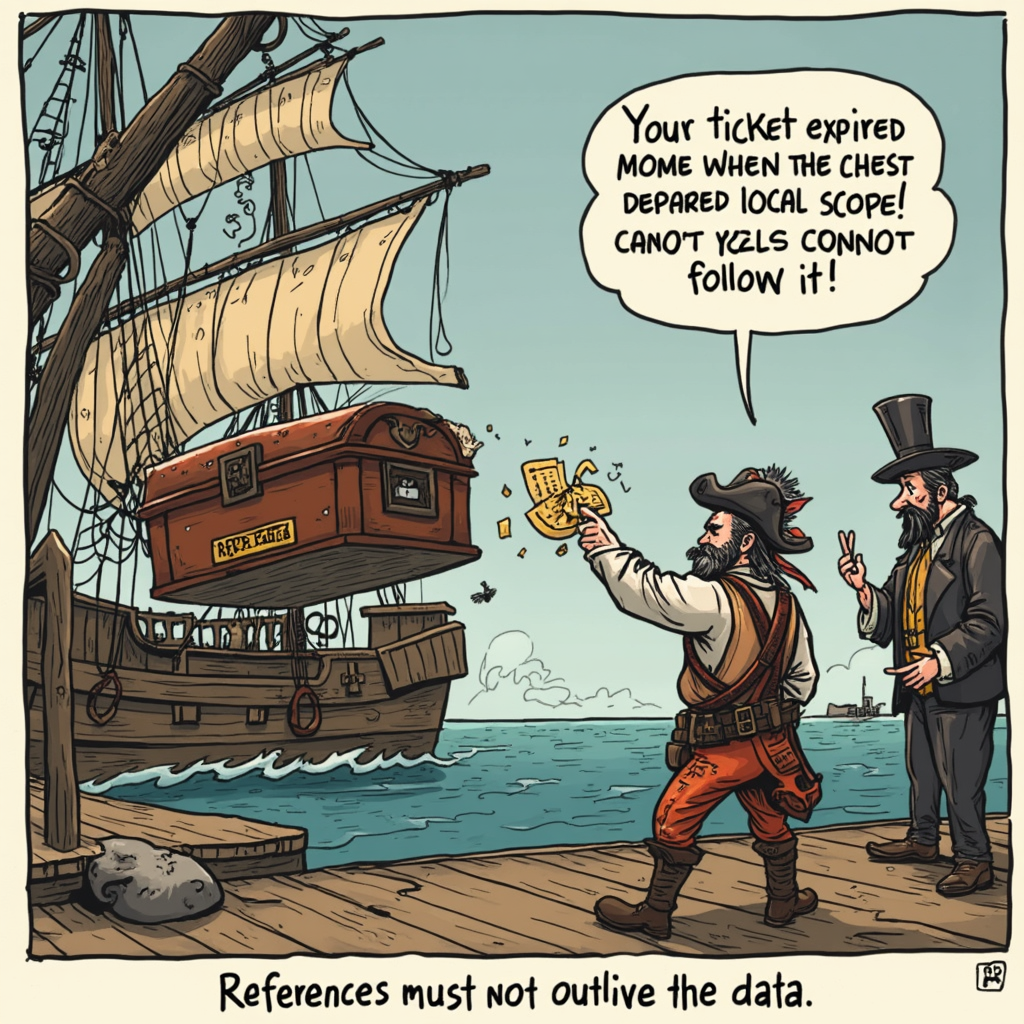 Your ticket expired
MOME WHEN THE CHEST
DEPARED LOCAL SCOPE!
CANO'T CONNOT
follow it!
References must not outlive the data.